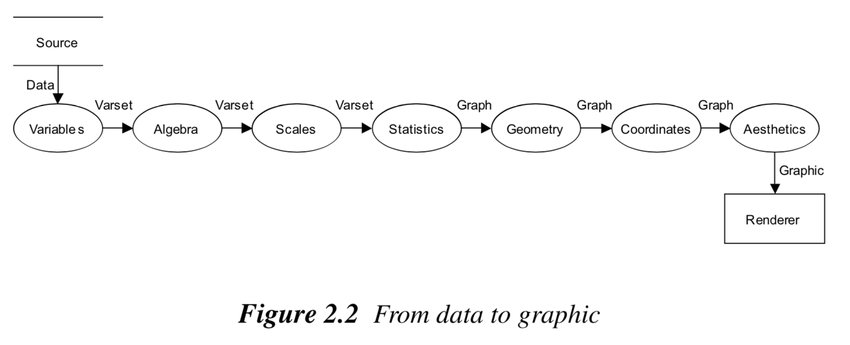 Source
Data
Varset Varset Varset Graph Graph Graph
Variables Algebra Scales Statistics Geometry Coordinates Aesthetics
Graphic
Renderer
Figure 2.2 From data to graphic